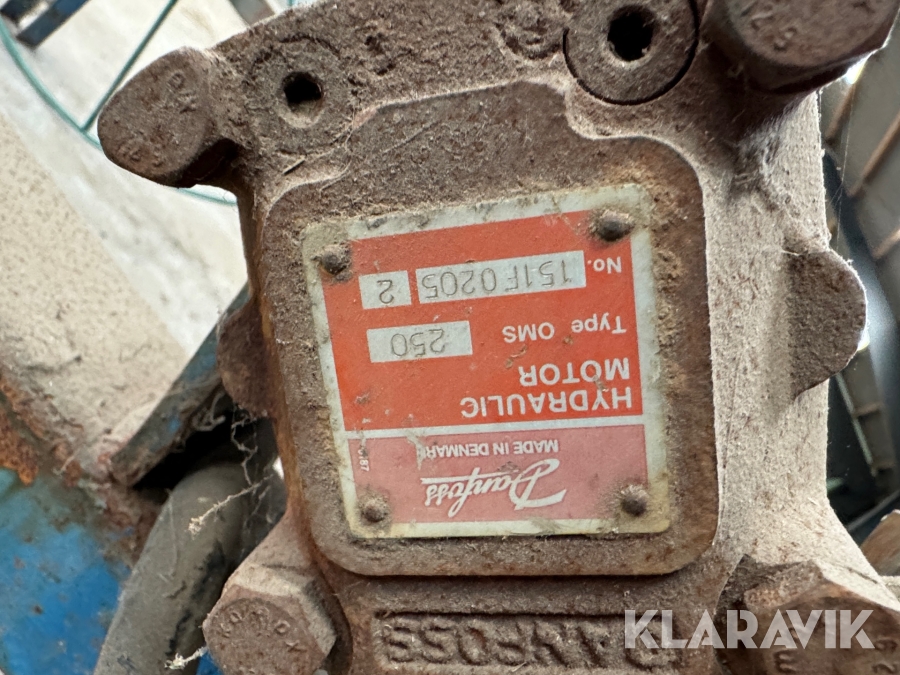 Danfoss
MADE IN DENMARK
HYDRAULIC
MOTOR
Type OMS 250
No. 151F0205 2
DANFOSS
KLARAVIK